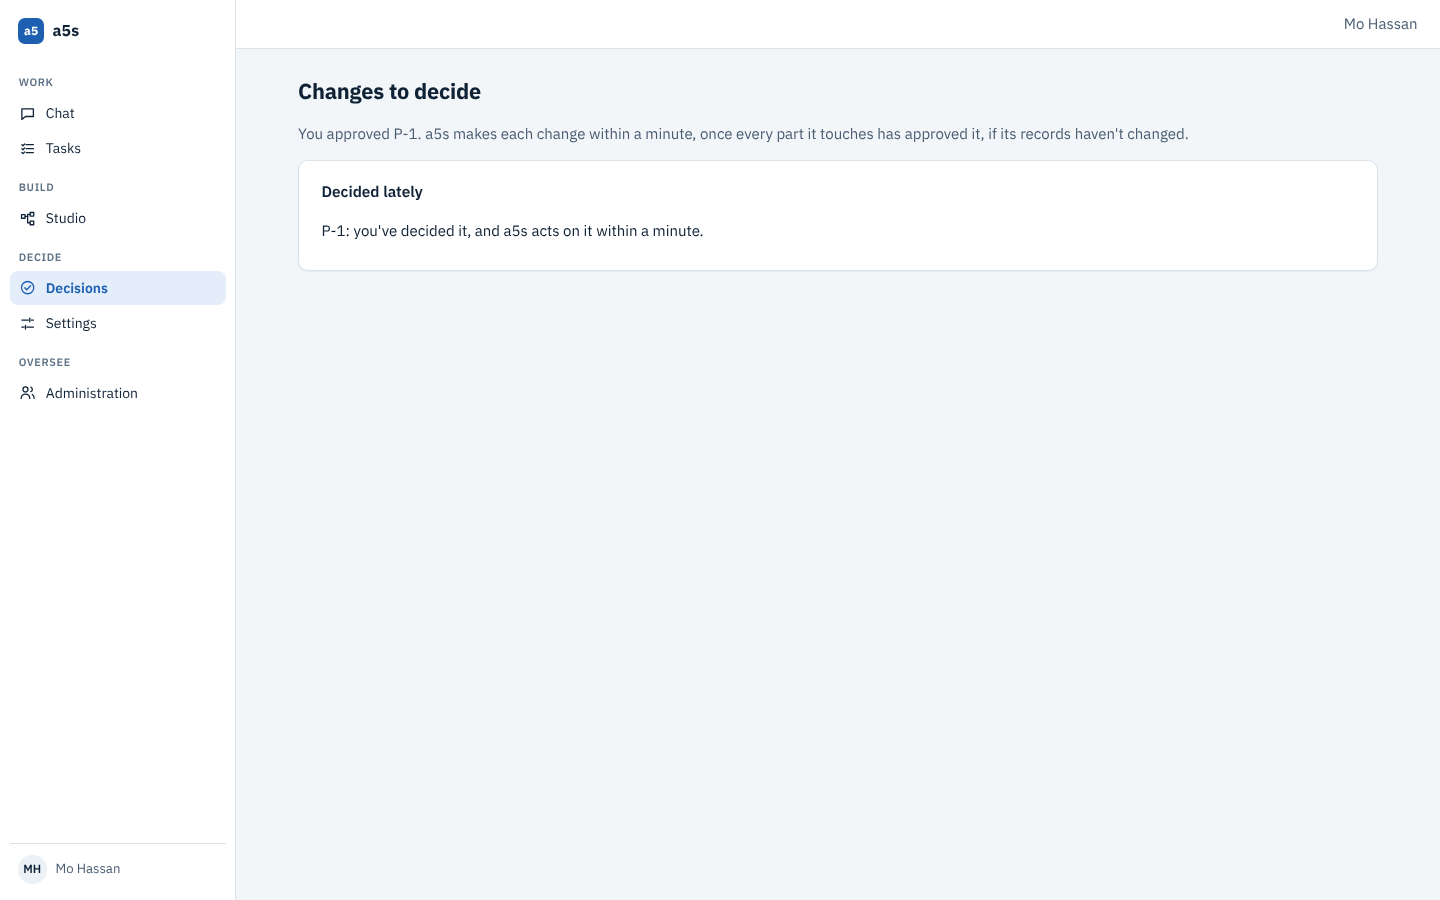 a5 a5s
Mo Hassan
WORK
Chat
Tasks
BUILD
Studio
DECIDE
Decisions
Settings
OVERSEE
Administration
MH Mo Hassan
Changes to decide
You approved P-1. a5s makes each change within a minute, once every part it touches has approved it, if its records haven't changed.
Decided lately
P-1: you've decided it, and a5s acts on it within a minute.